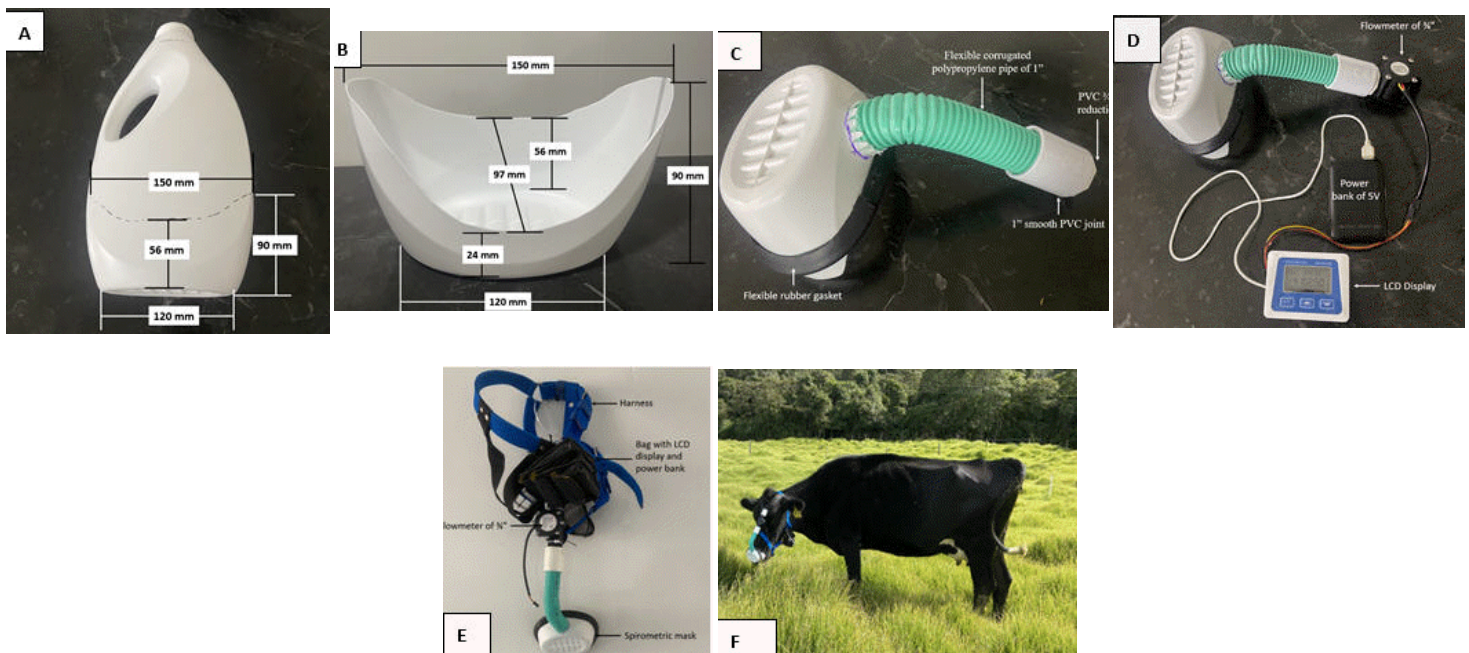 A
150 mm
56 mm
90 mm
120 mm
B
150 mm
56 mm
97 mm
90 mm
24 mm
120 mm
C
Flexible corrugated
polypropylene pipe of 1”
PVC
reducti
1” smooth PVC joint
Flexible rubber gasket
D
Flowmeter of ¾”
Power
bank of 5V
LCD Display
E
Harness
Bag with LCD
display and
power bank
lowmeter of ¾”
Spirometric mask
F